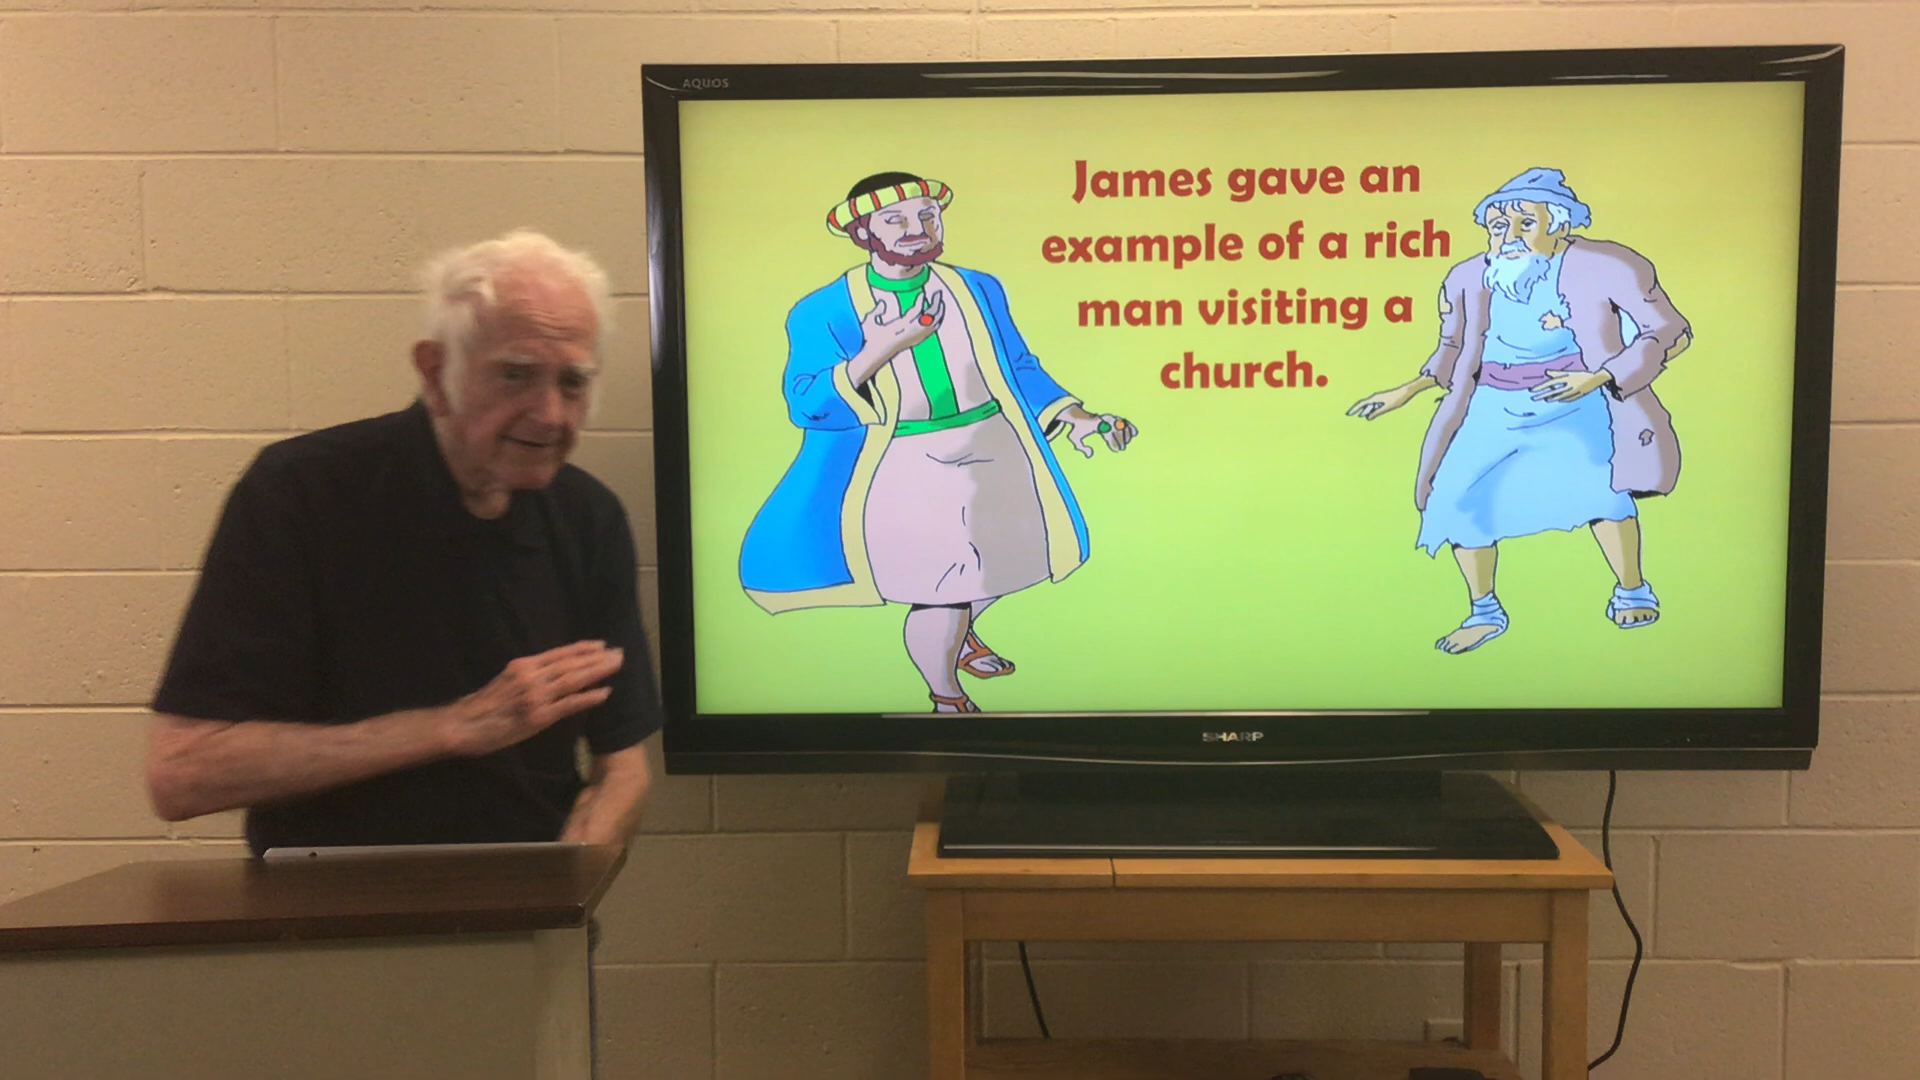 AQUOS
James gave an
example of a rich
man visiting a
church.
SHARP